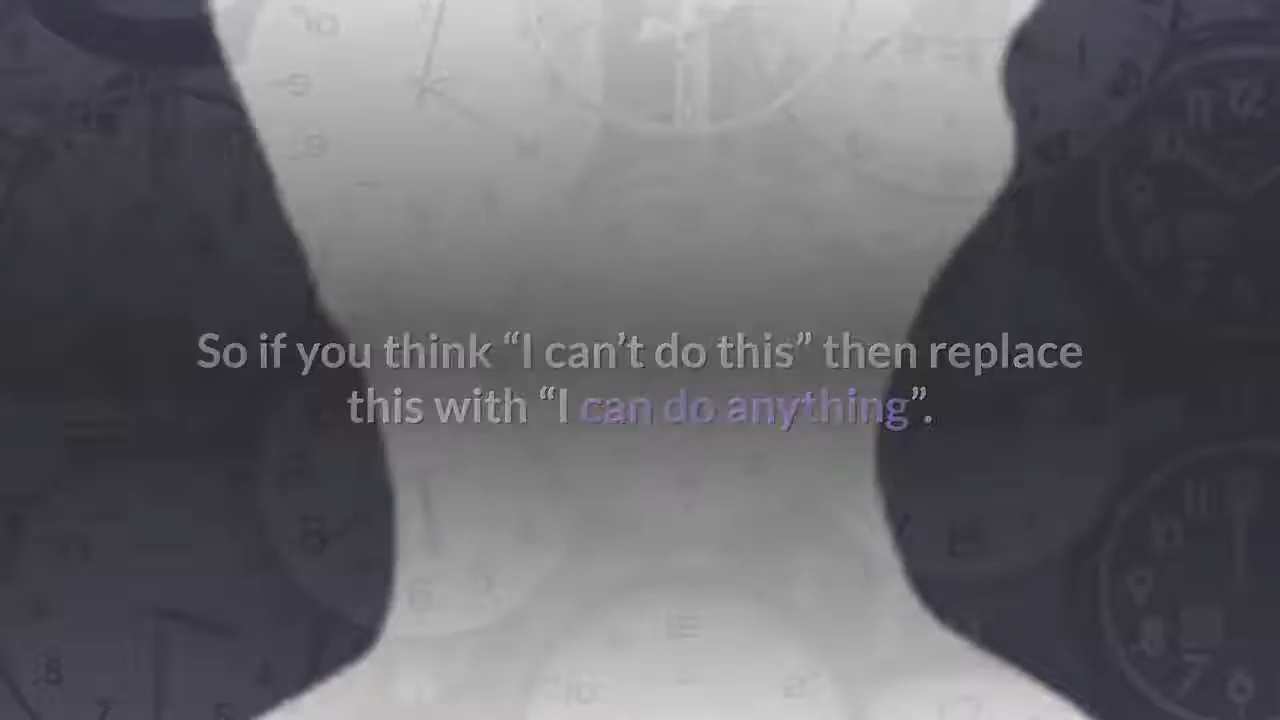 So if you think “I can’t do this” then replace
this with “I can do anything”.